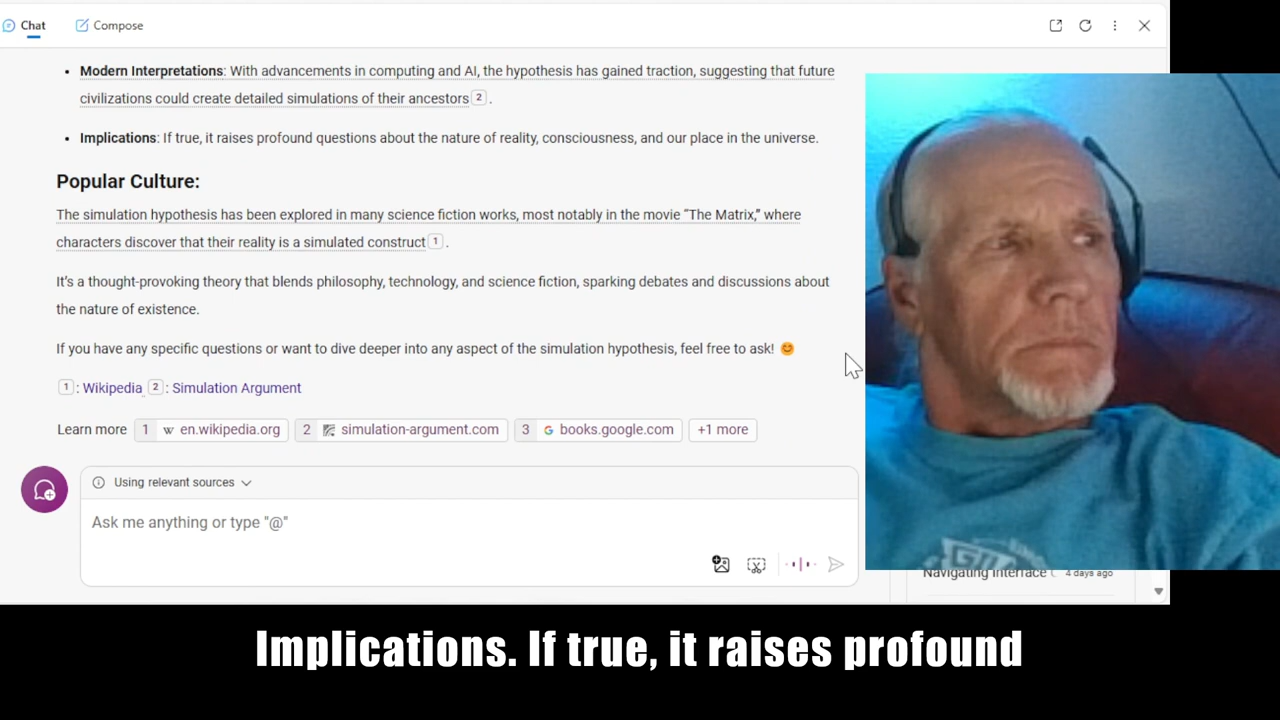 Chat Compose
Modern Interpretations: With advancements in computing and AI, the hypothesis has gained traction, suggesting that future
civilizations could create detailed simulations of their ancestors 2 .
Implications: If true, it raises profound questions about the nature of reality, consciousness, and our place in the universe.
Popular Culture:
The simulation hypothesis has been explored in many science fiction works, most notably in the movie “The Matrix,” where
characters discover that their reality is a simulated construct 1 .
It’s a thought-provoking theory that blends philosophy, technology, and science fiction, sparking debates and discussions about
the nature of existence.
If you have any specific questions or want to dive deeper into any aspect of the simulation hypothesis, feel free to ask! 😊
1 : Wikipedia 2 : Simulation Argument
Learn more 1 W en.wikipedia.org 2 simulation-argument.com 3 G books.google.com +1 more
Using relevant sources
Ask me anything or type "@"
Navigating Interface 4 days ago
Implications. If true, it raises profound